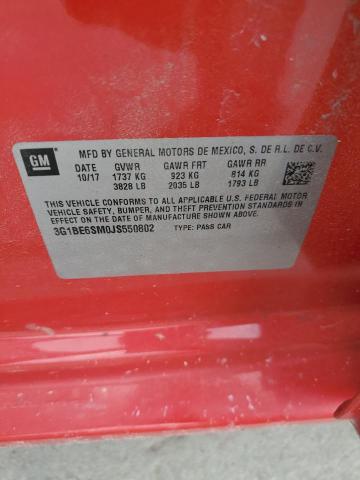 GM
MFD BY GENERAL MOTORS DE MEXICO, S. DE R.L. DE C.V.
DATE GVWR GAWR FRT GAWR RR
10/17 1737 KG 923 KG 814 KG
3828 LB 2035 LB 1793 LB
THIS VEHICLE CONFORMS TO ALL APPLICABLE U.S. FEDERAL MOTOR
VEHICLE SAFETY, BUMPER, AND THEFT PREVENTION STANDARDS IN
EFFECT ON THE DATE OF MANUFACTURE SHOWN ABOVE.
3G1BE6SM0JS550802 TYPE: PASS CAR